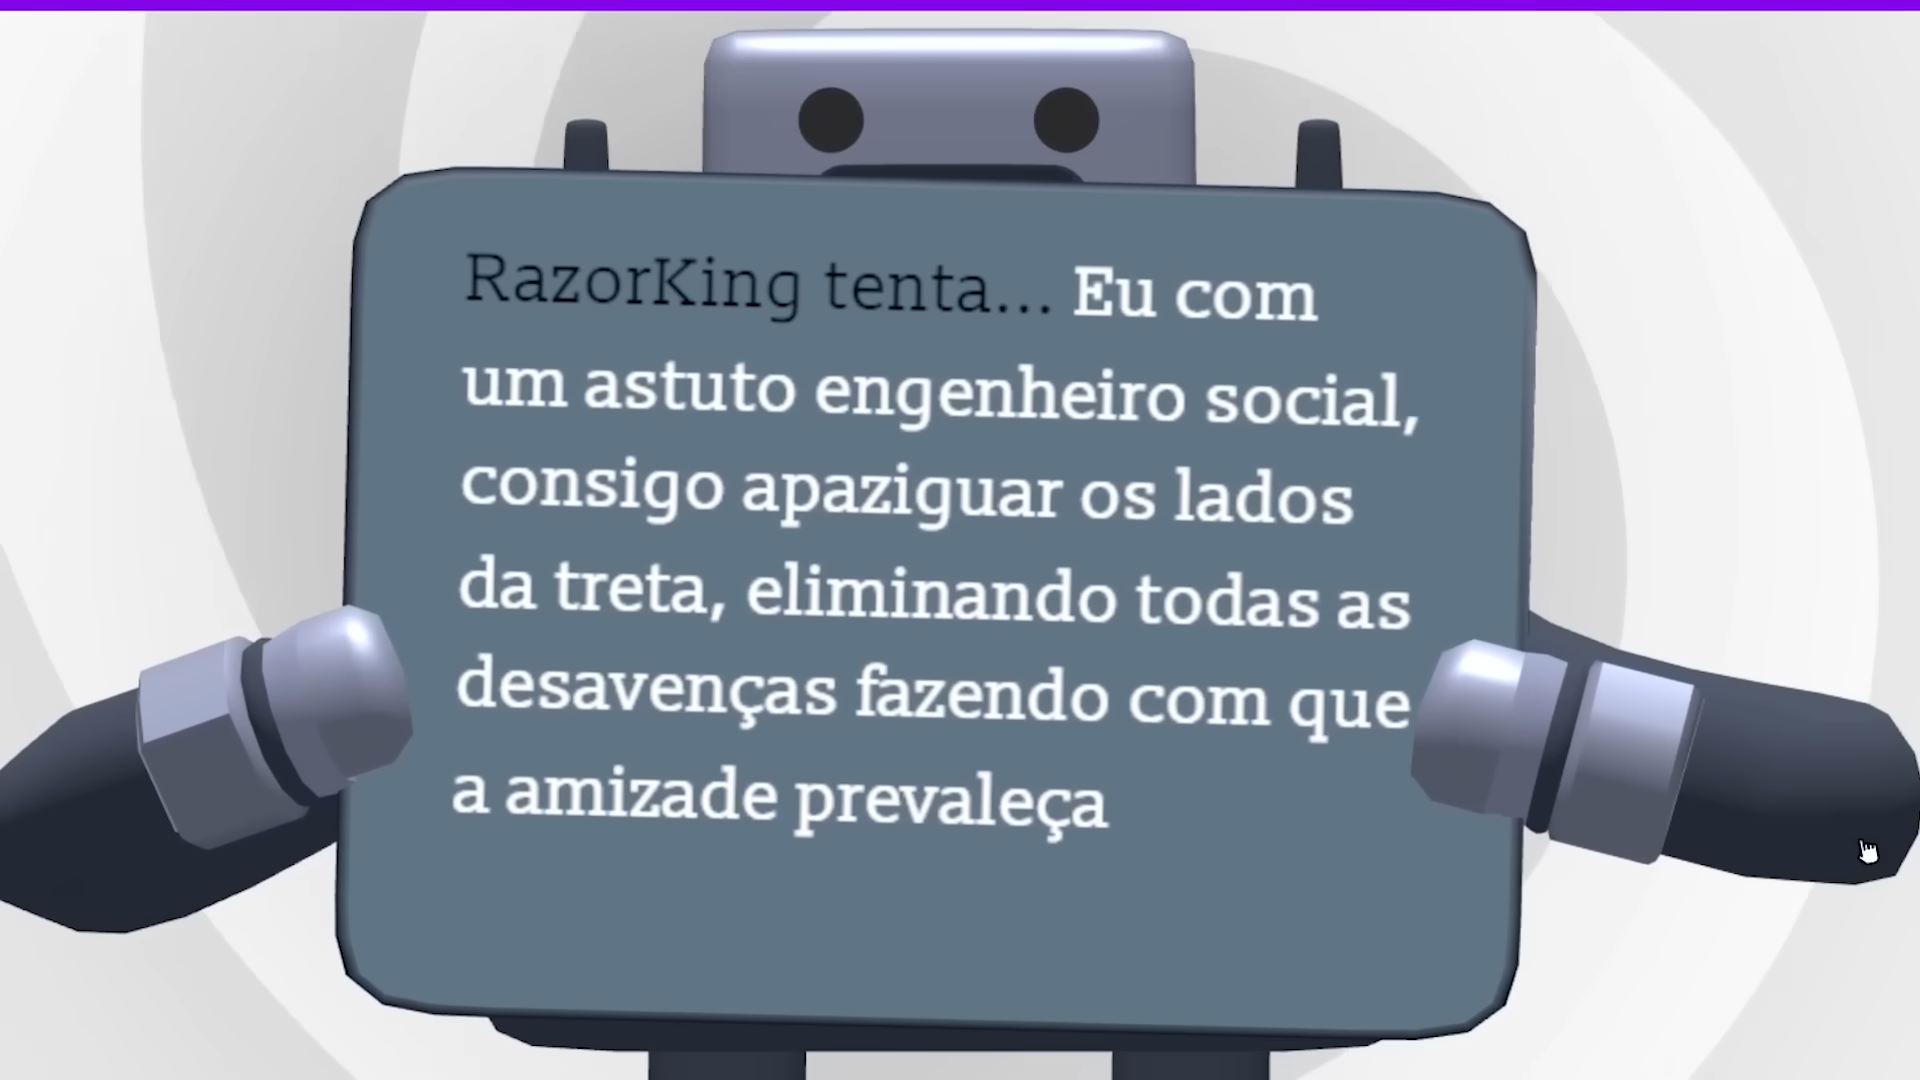 RazorKing tenta... Eu com
um astuto engenheiro social,
consigo apaziguar os lados
da treta, eliminando todas as
desavenças fazendo com que
a amizade prevaleça